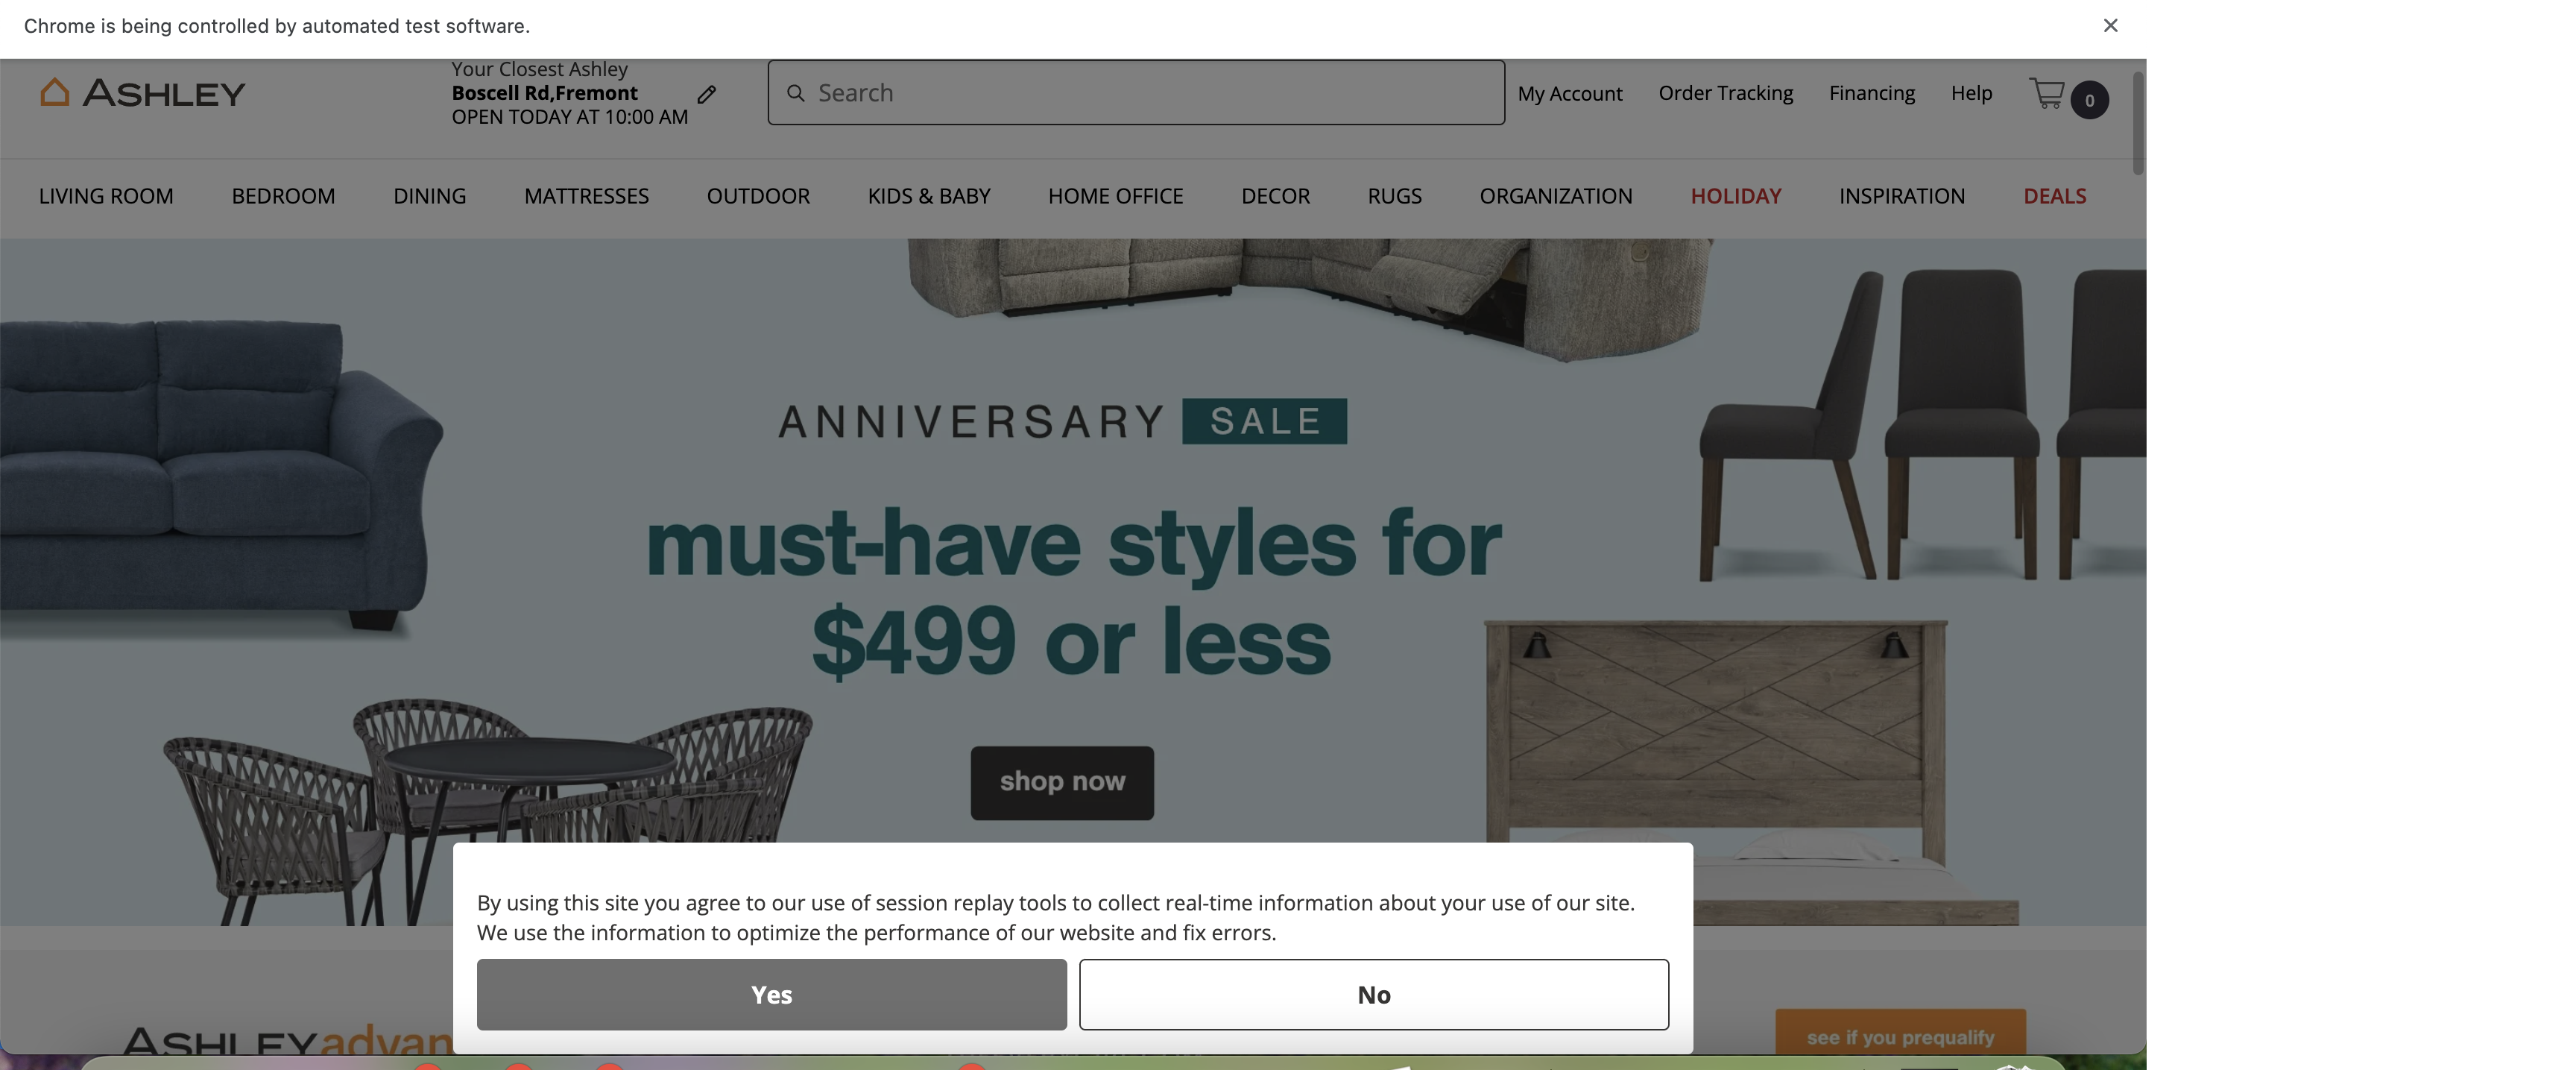 Chrome is being controlled by automated test software.
ASHLEY
Your Closest Ashley
Boscell Rd,Fremont
OPEN TODAY AT 10:00 AM
Search
My Account
Order Tracking
Financing
Help
0
LIVING ROOM
BEDROOM
DINING
MATTRESSES
OUTDOOR
KIDS & BABY
HOME OFFICE
DECOR
RUGS
ORGANIZATION
HOLIDAY
INSPIRATION
DEALS
ANNIVERSARY SALE
must-have styles for
$499 or less
shop now
By using this site you agree to our use of session replay tools to collect real-time information about your use of our site.
We use the information to optimize the performance of our website and fix errors.
Yes
No
ASHLEY advan
see if you prequalify